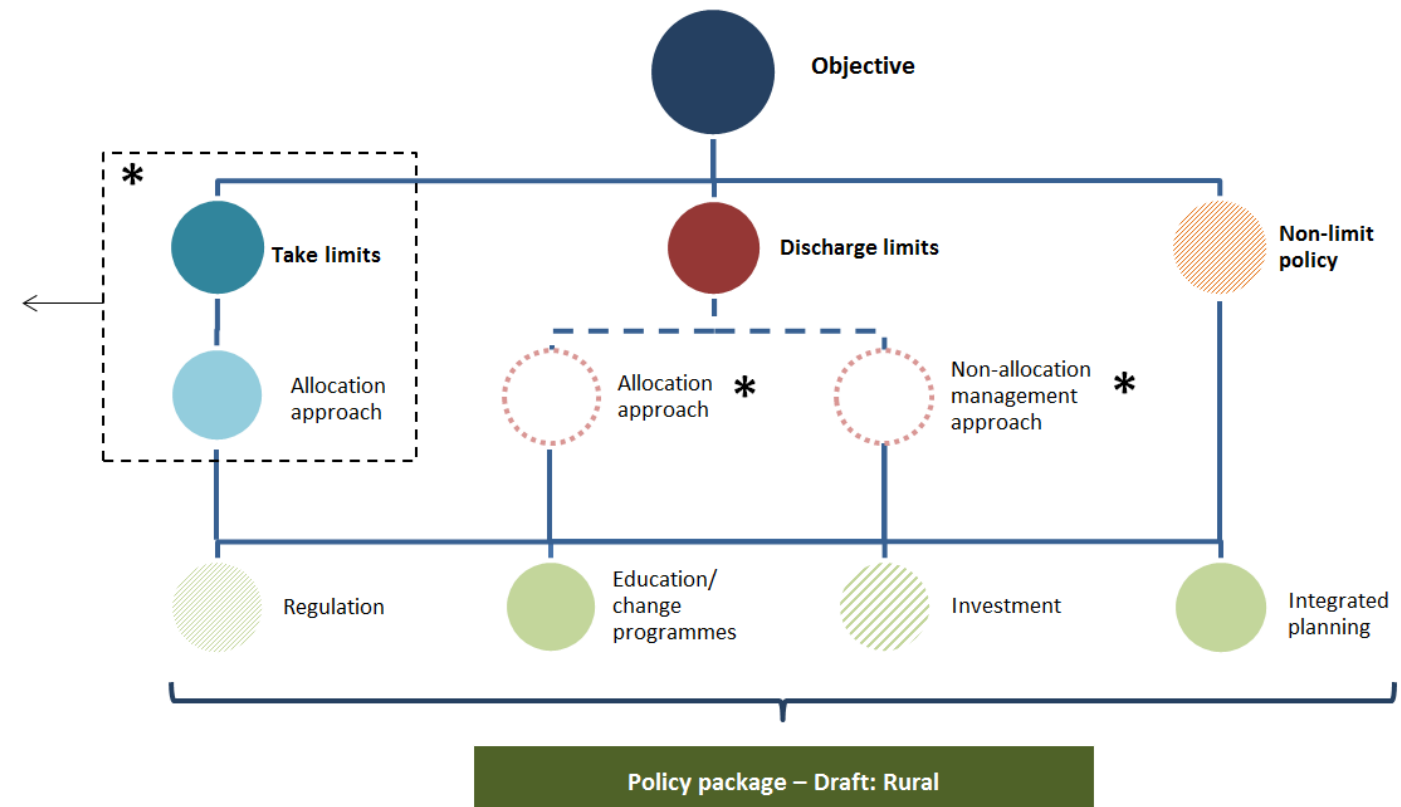 Objective
*
Take limits
Discharge limits
Non-limit
policy
Allocation
approach
Allocation
approach
*
Non-allocation
management
approach
*
Regulation
Education/
change
programmes
Investment
Integrated
planning
Policy package – Draft: Rural